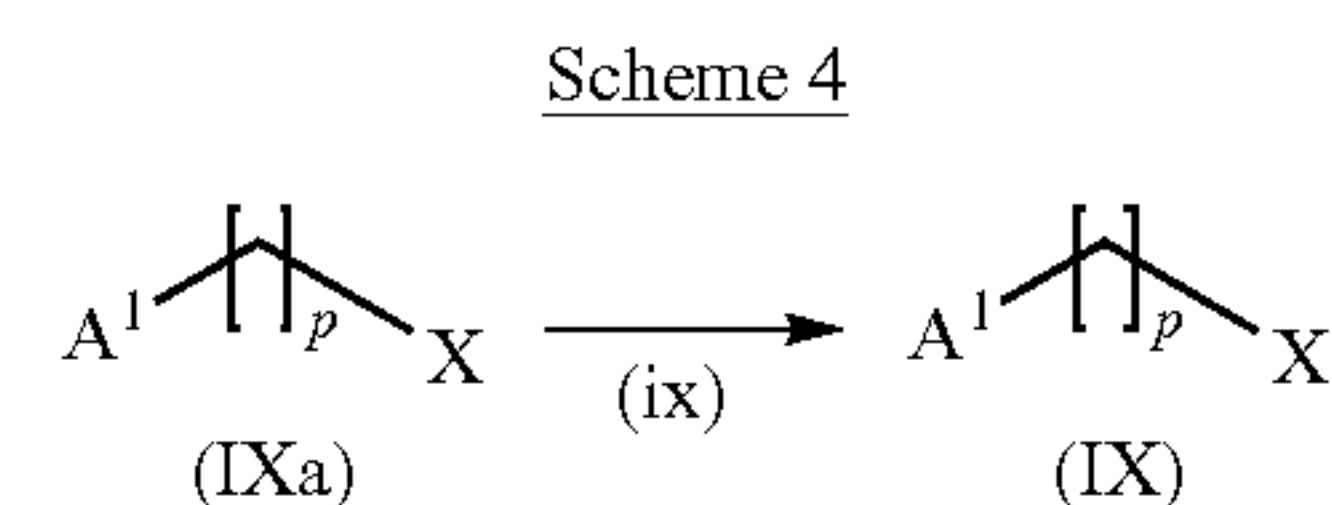 Scheme 4
A¹ [ ]p X (ix) A¹ [ ]p X
(IXa) (IX)